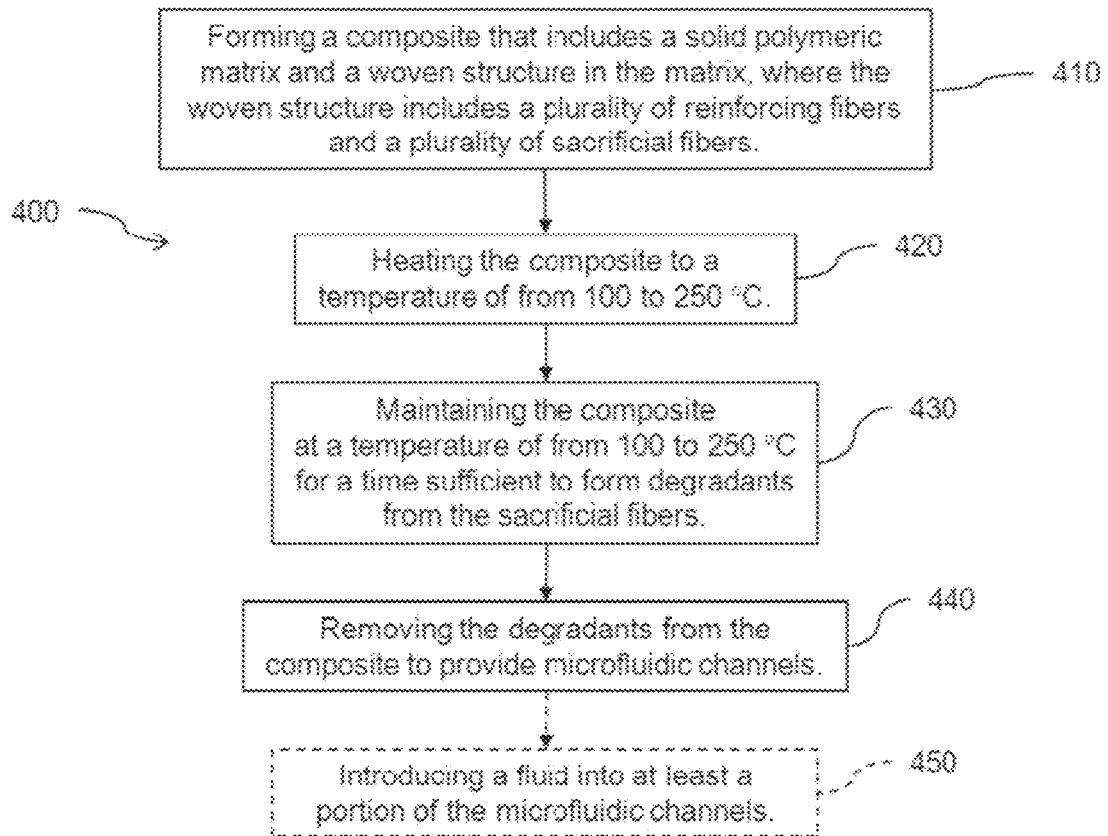 Forming a composite that includes a solid polymeric
matrix and a woven structure in the matrix, where the
woven structure includes a plurality of reinforcing fibers
and a plurality of sacrificial fibers.
410
400
Heating the composite to a
temperature of from 100 to 250 °C.
420
Maintaining the composite
at a temperature of from 100 to 250 °C
for a time sufficient to form degradants
from the sacrificial fibers.
430
Removing the degradants from the
composite to provide microfluidic channels.
440
Introducing a fluid into at least a
portion of the microfluidic channels.
450